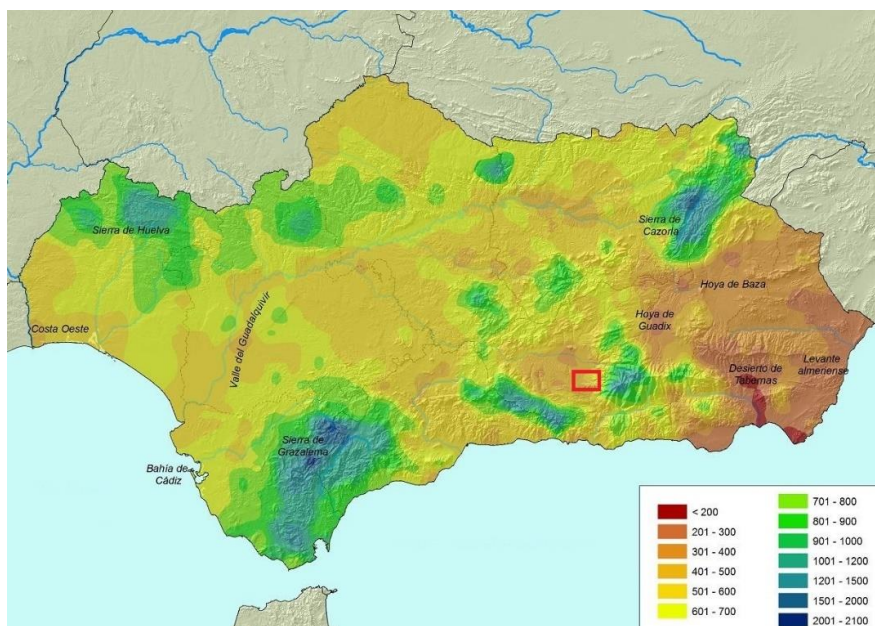 Sierra de Huelva
Sierra de
Cazorla
Hoya de Baza
Costa Oeste
Valle del Guadalquivir
Hoya de
Guadix
Levante
almeriense
Desierto de
Tabernas
Sierra de
Grazalema
Bahía de
Cádiz
< 200
201 - 300
301 - 400
401 - 500
501 - 600
601 - 700
701 - 800
801 - 900
901 - 1000
1001 - 1200
1201 - 1500
1501 - 2000
2001 - 2100